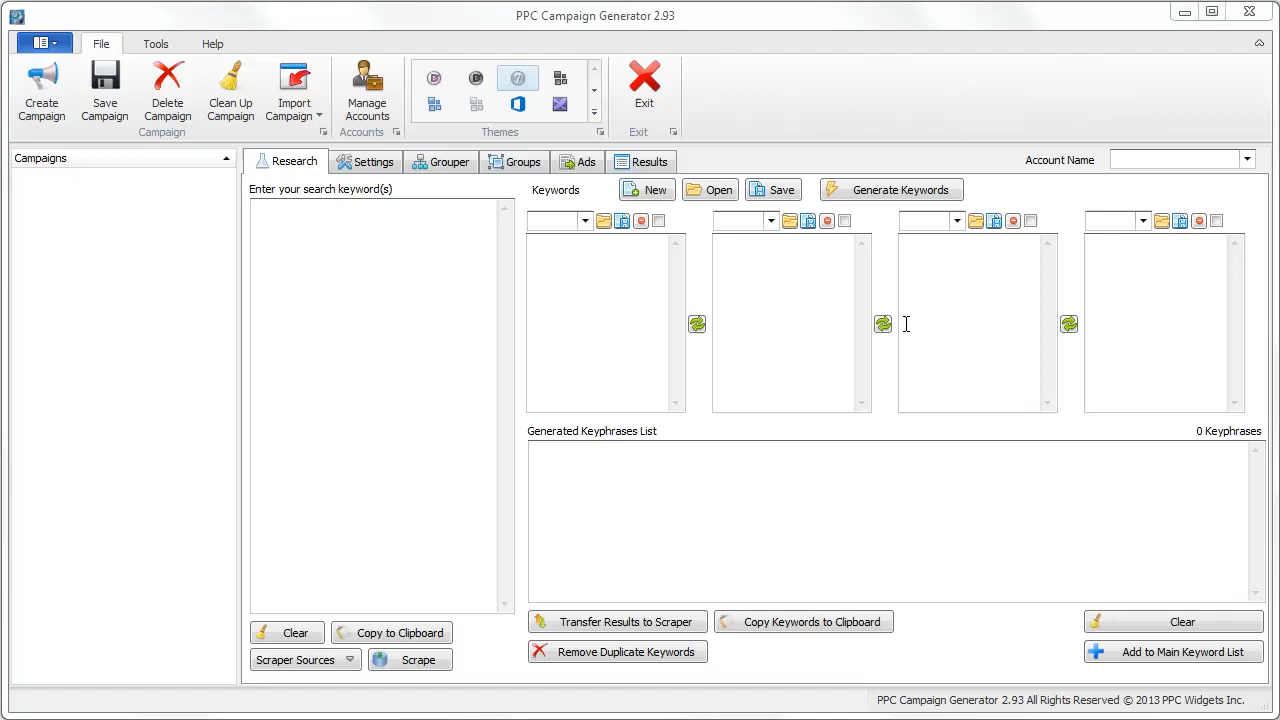 PPC Campaign Generator 2.93
File Tools Help
Create Campaign
Save Campaign
Delete Campaign
Clean Up Campaign
Import Campaign
Manage Accounts
Exit
Campaign Accounts Themes Exit
Campaigns
Research Settings Grouper Groups Ads Results
Account Name
Enter your search keyword(s)
Keywords New Open Save Generate Keywords
Generated Keyphrases List 0 Keyphrases
Transfer Results to Scraper Copy Keywords to Clipboard Clear
Clear Copy to Clipboard
Remove Duplicate Keywords Add to Main Keyword List
Scraper Sources Scrape
PPC Campaign Generator 2.93 All Rights Reserved © 2013 PPC Widgets Inc.